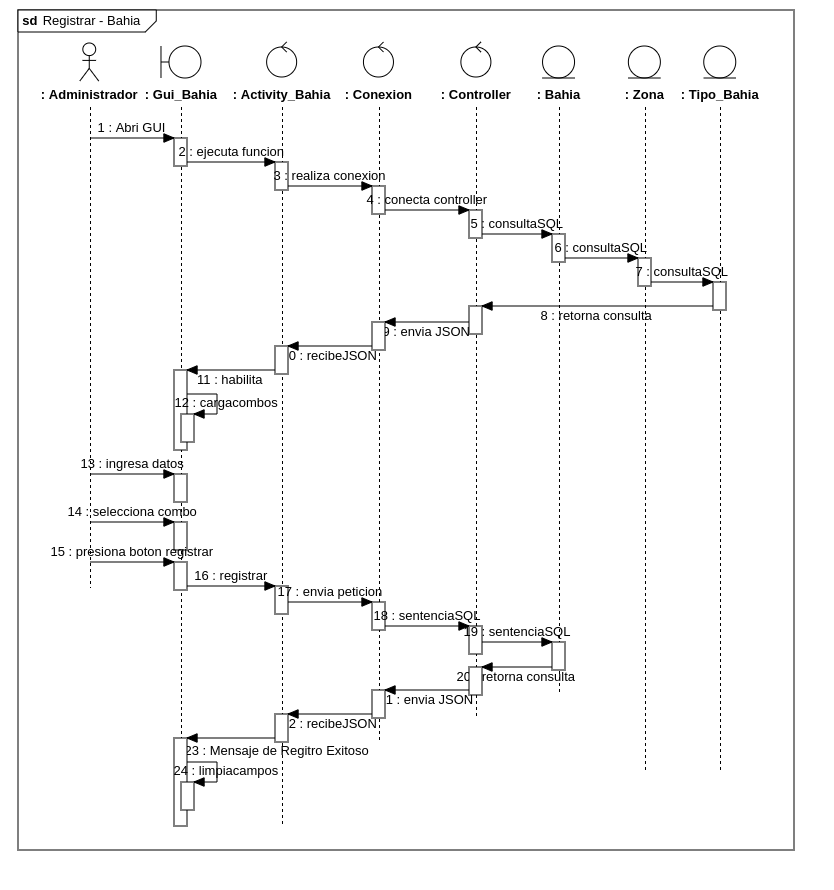 sd Registrar - Bahia
: Administrador : Gui_Bahia : Activity_Bahia : Conexion : Controller : Bahia : Zona : Tipo_Bahia
1 : Abri GUI
2 : ejecuta funcion
3 : realiza conexion
4 : conecta controller
5 : consultaSQL
6 : consultaSQL
7 : consultaSQL
8 : retorna consulta
9 : envia JSON
0 : recibeJSON
11 : habilita
12 : cargacombos
13 : ingresa datos
14 : selecciona combo
15 : presiona boton registrar
16 : registrar
17 : envia peticion
18 : sentenciaSQL
19 : sentenciaSQL
20 : retorna consulta
1 : envia JSON
2 : recibeJSON
23 : Mensaje de Regitro Exitoso
24 : limpiacampos